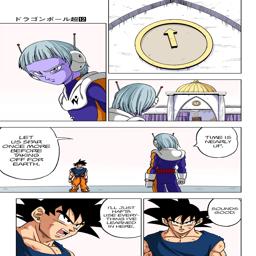 ドラゴンボール超12
1
LET
US SPAR
ONCE MORE
BEFORE
TAKING
OFF FOR
EARTH.
TIME IS
NEARLY
UP.
I'LL JUST
HAFTA
USE EVERY-
THING I'VE
LEARNED
IN HERE.
SOUNDS
GOOD.